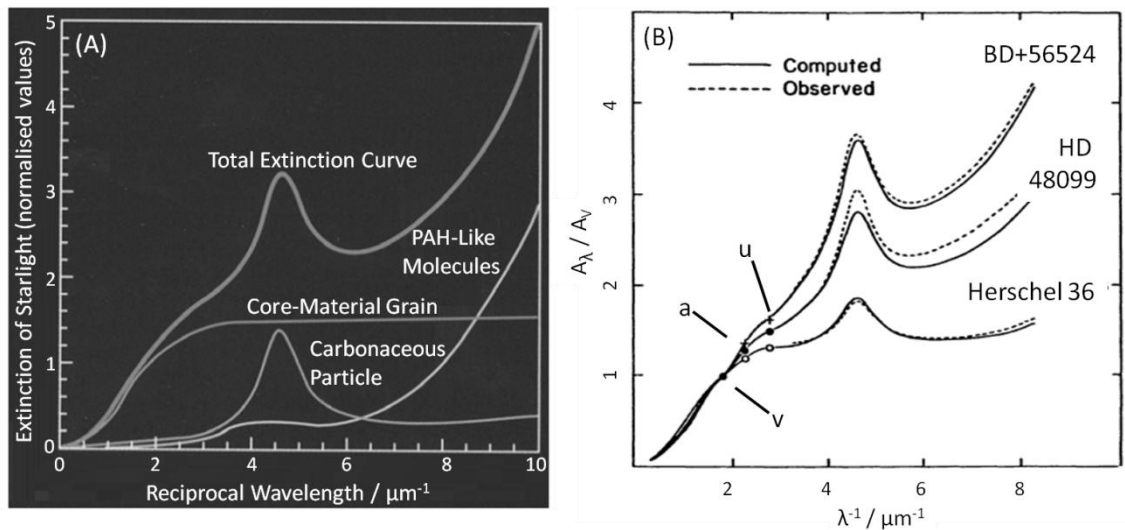 (A)
5
4
3
2
1
0
Extinction of Starlight (normalised values)
Total Extinction Curve
PAH-Like
Molecules
Core-Material Grain
Carbonaceous
Particle
0 2 4 6 8 10
Reciprocal Wavelength / μm-1
(B)
Computed
Observed
BD+56524
HD
48099
Herschel 36
4
3
2
1
Aλ / AV
u
a
v
2 4 6 8
λ-1 / μm-1